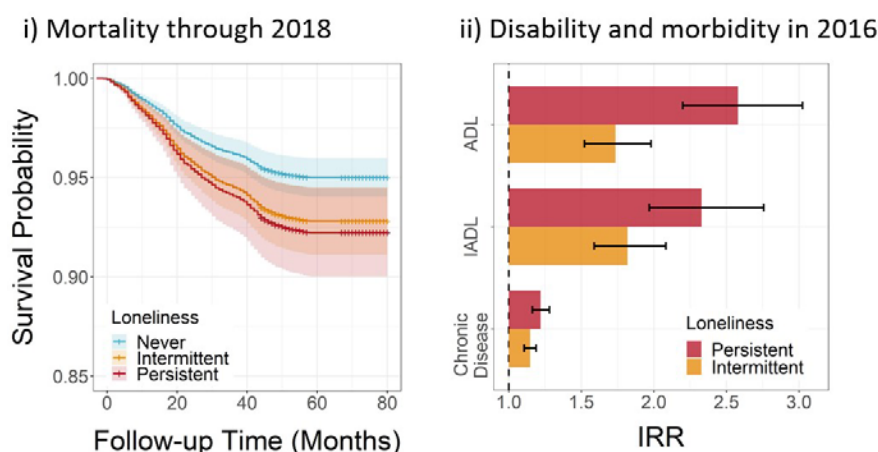 i) Mortality through 2018
Survival Probability
1.00
0.95
0.90
0.85
Loneliness
Never
Intermittent
Persistent
0 20 40 60 80
Follow-up Time (Months)
ii) Disability and morbidity in 2016
ADL
IADL
Chronic
Disease
Loneliness
Persistent
Intermittent
1.0 1.5 2.0 2.5 3.0
IRR